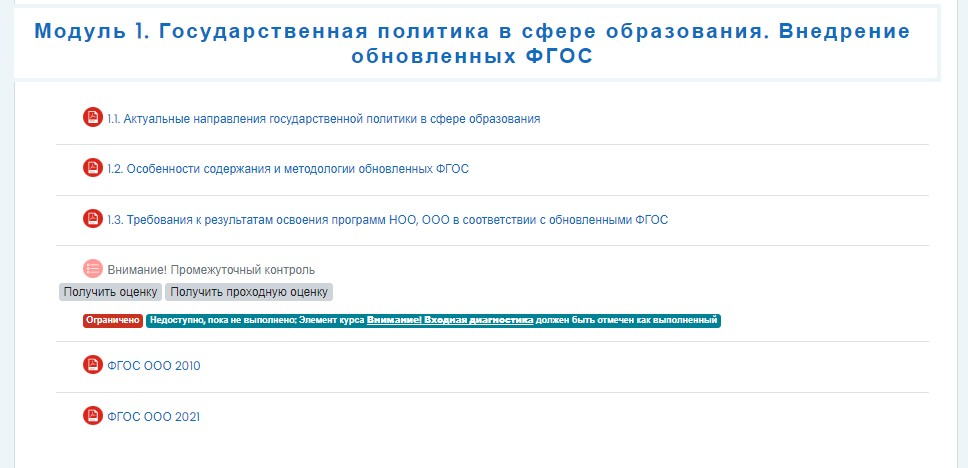 Модуль 1. Государственная политика в сфере образования. Внедрение
обновленных ФГОС
1.1. Актуальные направления государственной политики в сфере образования
1.2. Особенности содержания и методологии обновленных ФГОС
1.3. Требования к результатам освоения программ НОО, ООО в соответствии с обновленными ФГОС
Внимание! Промежуточный контроль
Получить оценку Получить проходную оценку
Ограничено Недоступно, пока не выполнено: Элемент курса Внимание! Входная диагностика должен быть отмечен как выполненный
ФГОС ООО 2010
ФГОС ООО 2021